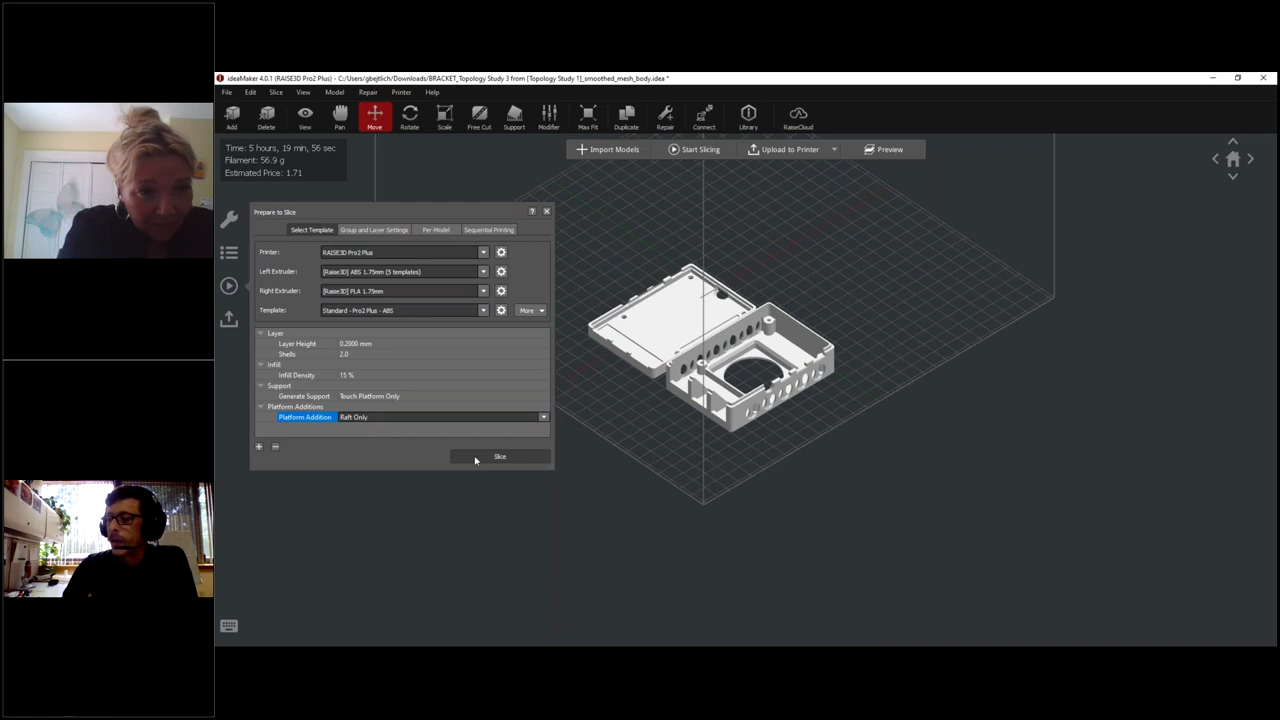 ideaMaker 4.0.1 (RAISE3D Pro2 Plus) - C:/Users/gbejtlich/Downloads/BRACKET_Topology Study 3 from [Topology Study 1]_smoothed_mesh_body.idea *
File Edit Slice View Model Repair Printer Help
Add Delete View Pan Move Rotate Scale Free Cut Support Modifier Max Fit Duplicate Repair Connect Library RaiseCloud
Import Models Start Slicing Upload to Printer Preview
Time: 5 hours, 19 min, 56 sec
Filament: 56.9 g
Estimated Price: 1.71
Prepare to Slice ?
Select Template Group and Layer Settings Per-Model Sequential Printing
Printer: RAISE3D Pro2 Plus
Left Extruder: [Raise3D] ABS 1.75mm (5 templates)
Right Extruder: [Raise3D] PLA 1.75mm
Template: Standard - Pro2 Plus - ABS More
Layer
Layer Height 0.2000 mm
Shells 2.0
Infill
Infill Density 15 %
Support
Generate Support Touch Platform Only
Platform Additions
Platform Addition Raft Only
Slice